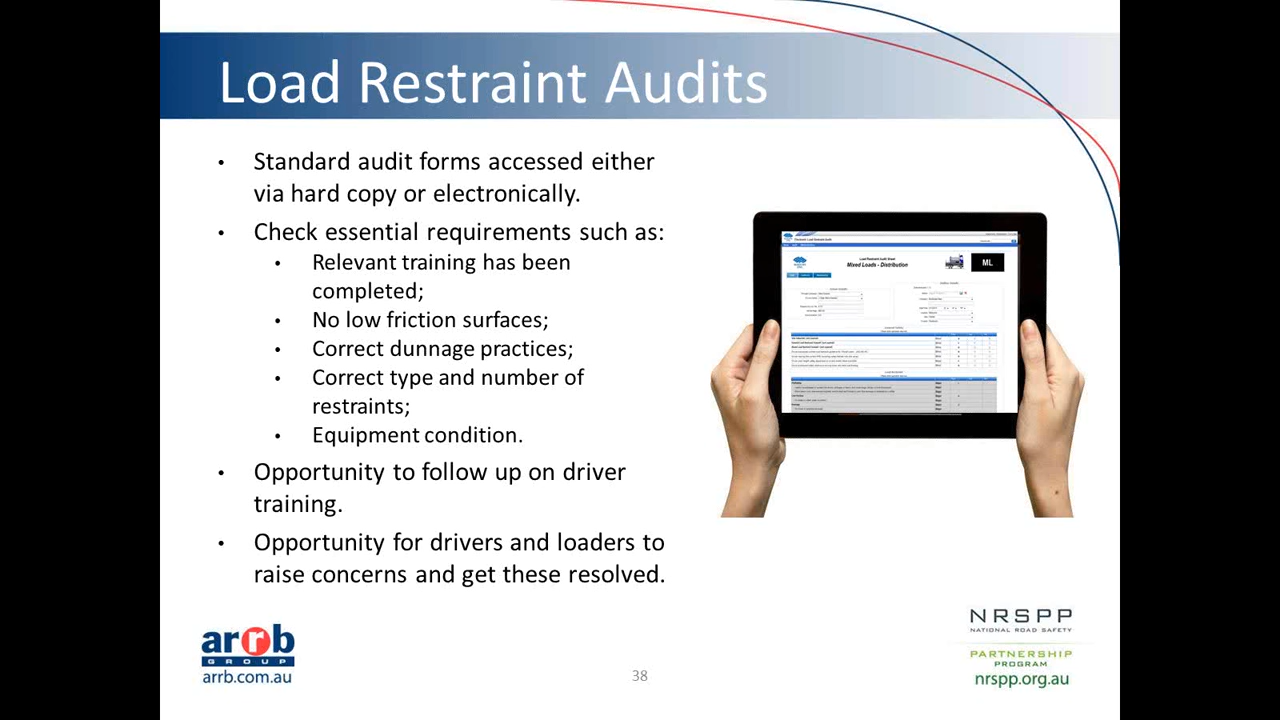 Load Restraint Audits
• Standard audit forms accessed either
via hard copy or electronically.
• Check essential requirements such as:
• Relevant training has been
completed;
• No low friction surfaces;
• Correct dunnage practices;
• Correct type and number of
restraints;
• Equipment condition.
• Opportunity to follow up on driver
training.
• Opportunity for drivers and loaders to
raise concerns and get these resolved.
Mixed Loads - Distribution
ML
arrb
GROUP
arrb.com.au
38
NRSPP
NATIONAL ROAD SAFETY
PARTNERSHIP
PROGRAM
nrspp.org.au